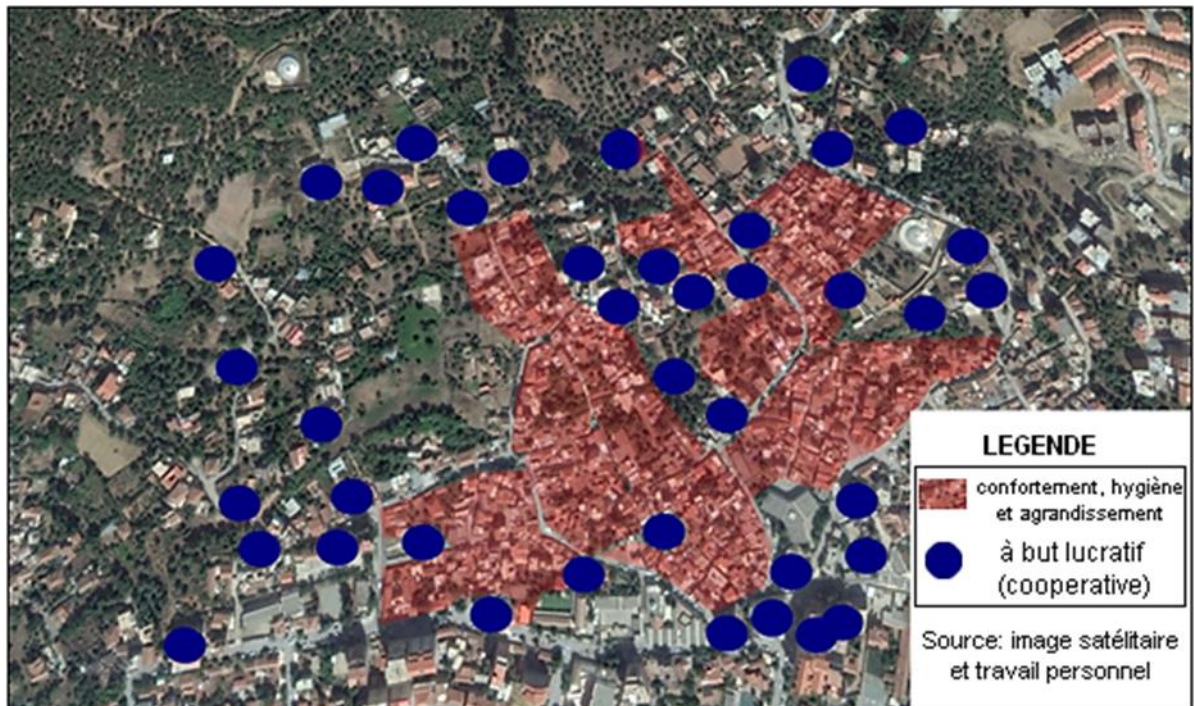 LEGENDE
confortement, hygiène
et agrandissement
à but lucratif
(cooperative)
Source: image satélitaire
et travail personnel